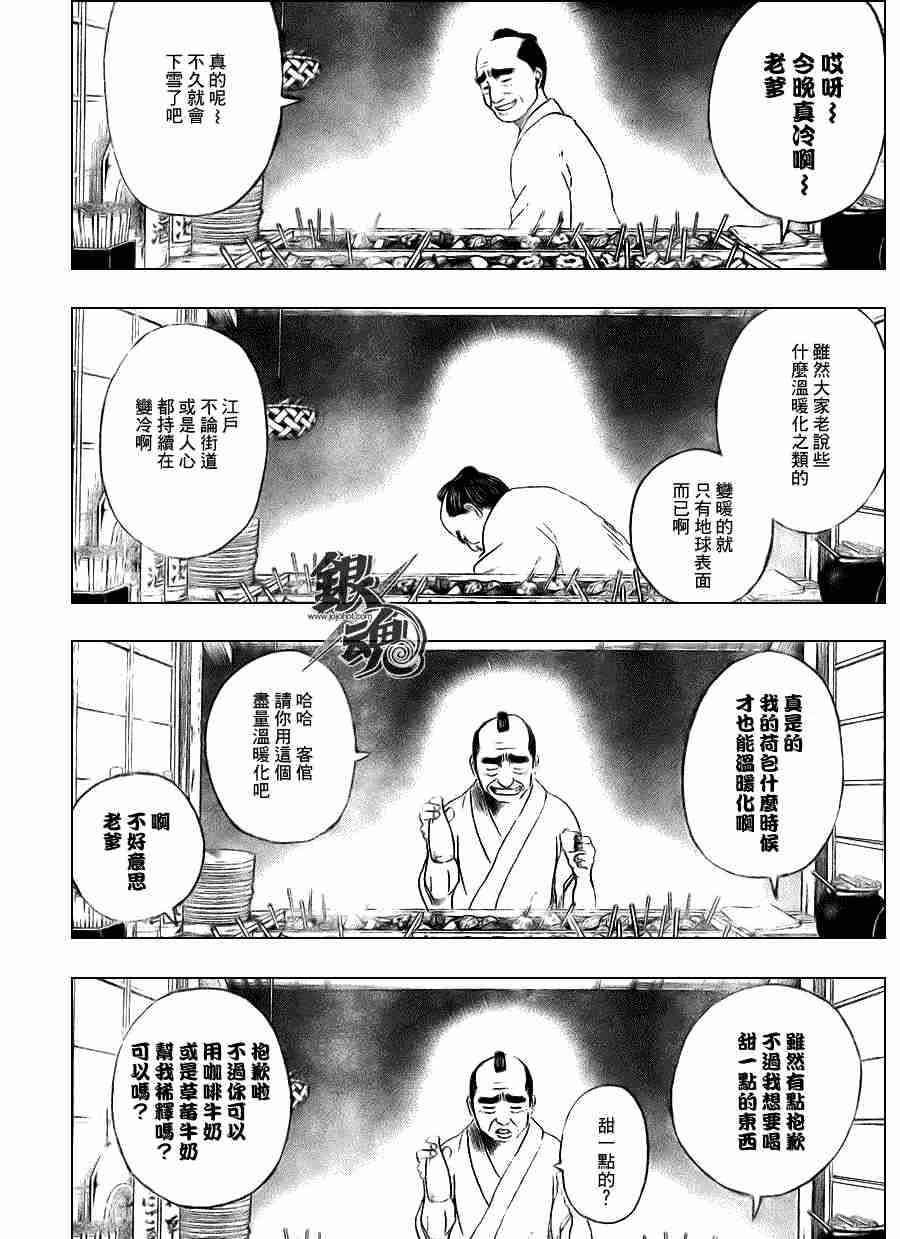 哎呀~
今晚真冷啊~
老爹
真的呢~
不久就會
下雪了吧
雖然大家老說些
什麼溫暖化之類的
變暖的就
只有地球表面
而已啊
江戶
不論街道
或是人心
都持續在
變冷啊
銀魂
www.jojohot.com
真是的
我的荷包什麼時候
才也能溫暖化啊
哈哈 客倌
請你用這個
盡量溫暖化吧
啊
不好意思
老爹
雖然有點抱歉
不過我想要喝
甜一點的東西
甜一點的?
抱歉啦
不過你可以
用咖啡牛奶
或是草莓牛奶
幫我稀釋嗎?
可以嗎?